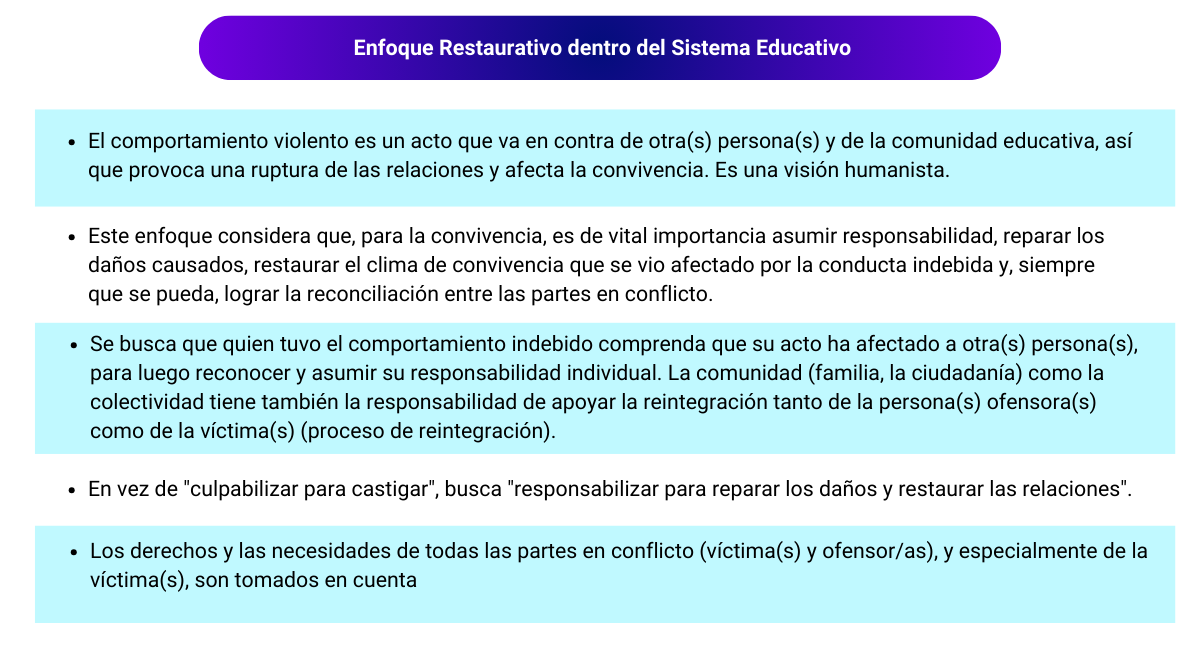 Enfoque Restaurativo dentro del Sistema Educativo
• El comportamiento violento es un acto que va en contra de otra(s) persona(s) y de la comunidad educativa, así
que provoca una ruptura de las relaciones y afecta la convivencia. Es una visión humanista.
• Este enfoque considera que, para la convivencia, es de vital importancia asumir responsabilidad, reparar los
daños causados, restaurar el clima de convivencia que se vio afectado por la conducta indebida y, siempre
que se pueda, lograr la reconciliación entre las partes en conflicto.
• Se busca que quien tuvo el comportamiento indebido comprenda que su acto ha afectado a otra(s) persona(s),
para luego reconocer y asumir su responsabilidad individual. La comunidad (familia, la ciudadanía) como la
colectividad tiene también la responsabilidad de apoyar la reintegración tanto de la persona(s) ofensora(s)
como de la víctima(s) (proceso de reintegración).
• En vez de "culpabilizar para castigar", busca "responsabilizar para reparar los daños y restaurar las relaciones".
• Los derechos y las necesidades de todas las partes en conflicto (víctima(s) y ofensor/as), y especialmente de la
víctima(s), son tomados en cuenta